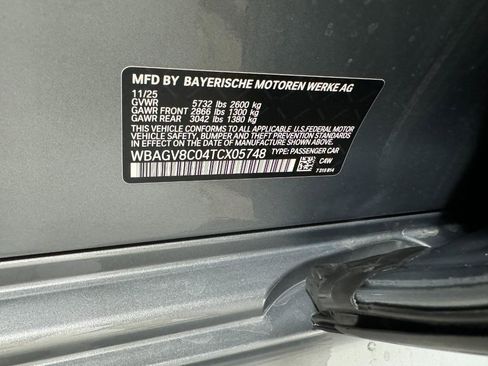 MFD BY BAYERISCHE MOTOREN WERKE AG
11/25
GVWR 5732 lbs 2600 kg
GAWR FRONT 2866 lbs 1300 kg
GAWR REAR 3042 lbs 1380 kg
THIS VEHICLE CONFORMS TO ALL APPLICABLE U.S.FEDERAL MOTOR
VEHICLE SAFETY, BUMPER, AND THEFT PREVENTION STANDARDS
IN EFFECT ON THE DATE OF MANUFACTURE SHOWN ABOVE.
WBAGV8C04TCX05748 TYPE: PASSENGER CAR
C4W